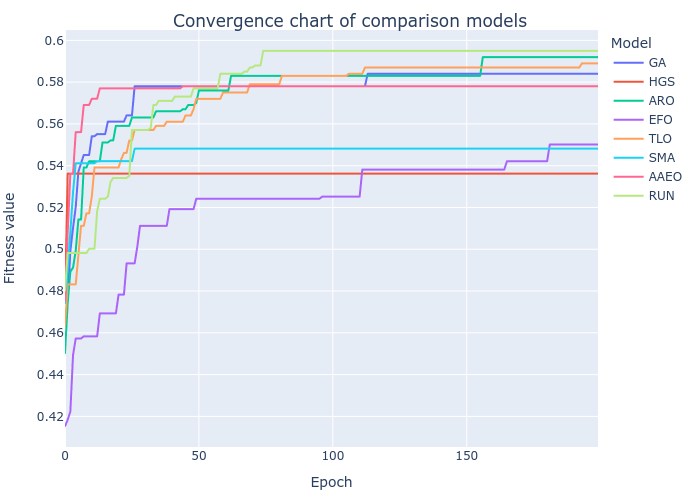 Convergence chart of comparison models
Fitness value
0.6
0.58
0.56
0.54
0.52
0.5
0.48
0.46
0.44
0.42
0
50
100
150
Epoch
Model
GA
HGS
ARO
EFO
TLO
SMA
AAEO
RUN